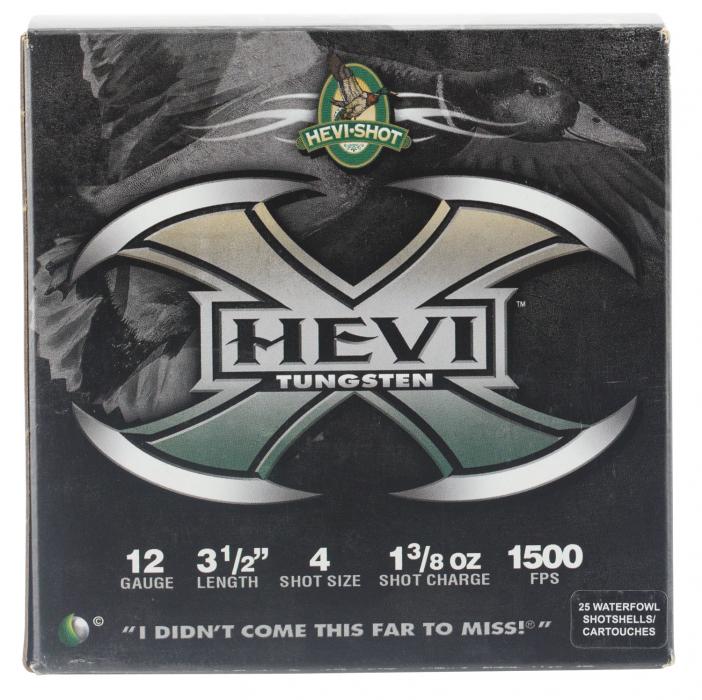 HEVI•SHOT
HEVI ™
TUNGSTEN
12 3 1/2” 4 1 3/8 OZ 1500
GAUGE LENGTH SHOT SIZE SHOT CHARGE FPS
25 WATERFOWL
SHOTSHELLS/
CARTOUCHES
© “I DIDN'T COME THIS FAR TO MISS!®”